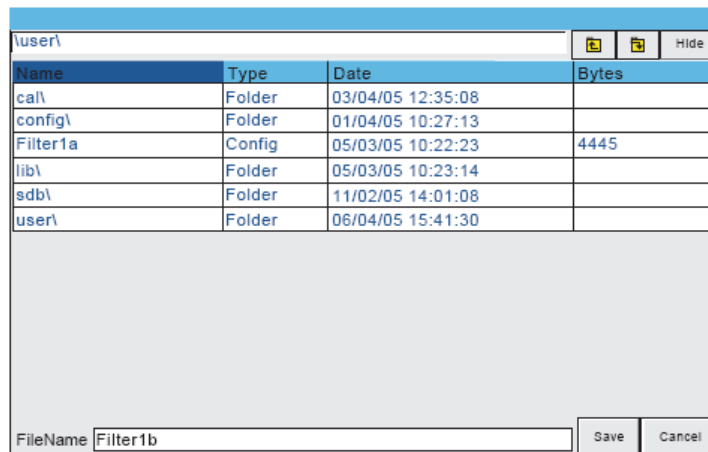 \user\ Hide
Name Type Date Bytes
cal\ Folder 03/04/05 12:35:08
config\ Folder 01/04/05 10:27:13
Filter1a Config 05/03/05 10:22:23 4445
lib\ Folder 05/03/05 10:23:14
sdb\ Folder 11/02/05 14:01:08
user\ Folder 06/04/05 15:41:30
FileName Filter1b Save Cancel